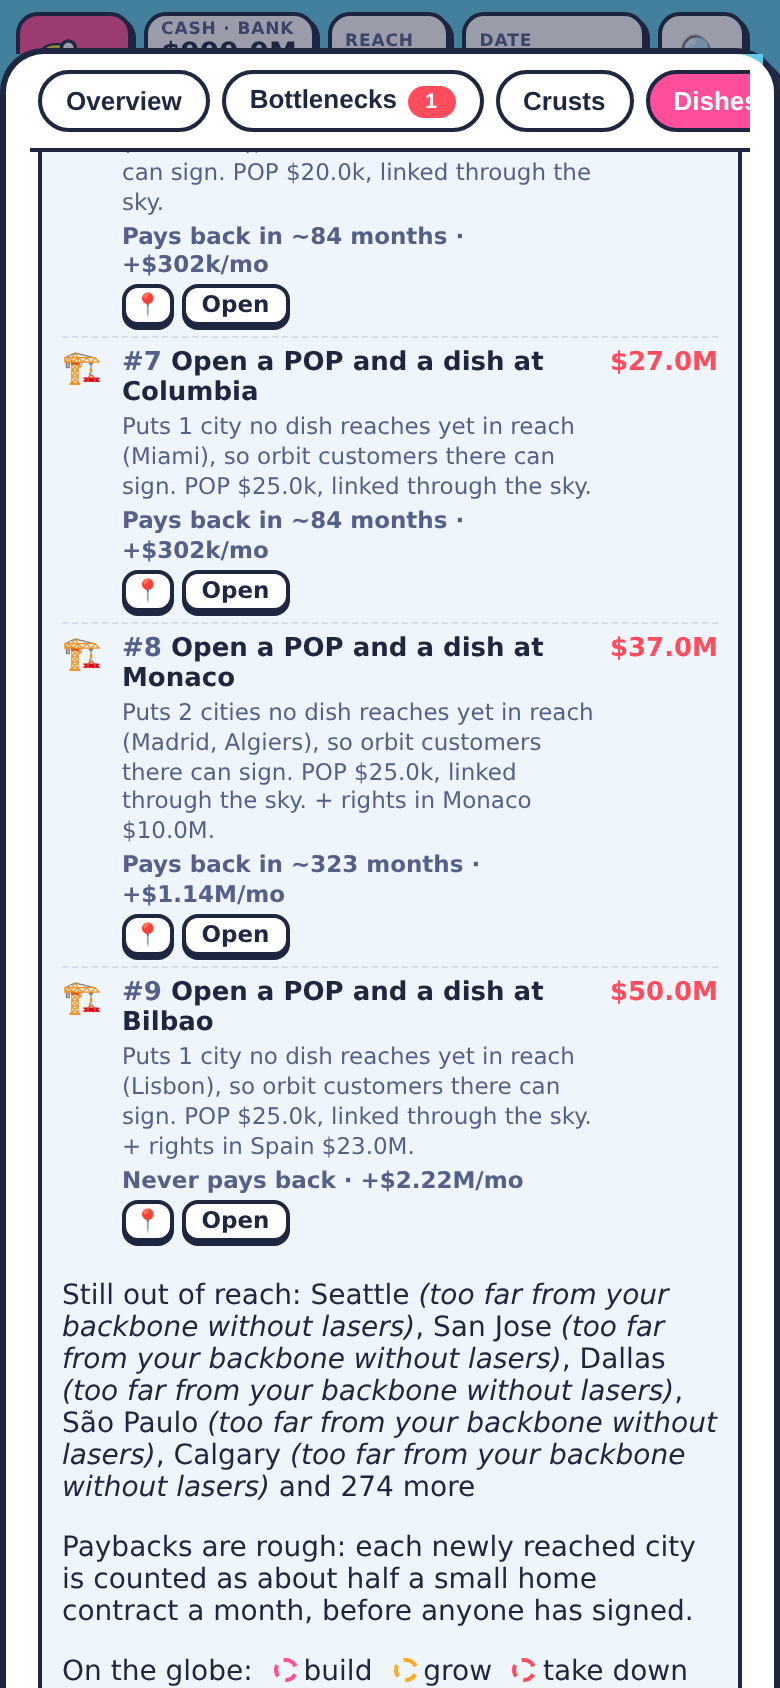 CASH · BANK
REACH
DATE
Overview
Bottlenecks 1
Crusts
Dishes
can sign. POP $20.0k, linked through the
sky.
Pays back in ~84 months ·
+$302k/mo
Open
#7 Open a POP and a dish at
Columbia
$27.0M
Puts 1 city no dish reaches yet in reach
(Miami), so orbit customers there can
sign. POP $25.0k, linked through the sky.
Pays back in ~84 months ·
+$302k/mo
Open
#8 Open a POP and a dish at
Monaco
$37.0M
Puts 2 cities no dish reaches yet in reach
(Madrid, Algiers), so orbit customers
there can sign. POP $25.0k, linked
through the sky. + rights in Monaco
$10.0M.
Pays back in ~323 months ·
+$1.14M/mo
Open
#9 Open a POP and a dish at
Bilbao
$50.0M
Puts 1 city no dish reaches yet in reach
(Lisbon), so orbit customers there can
sign. POP $25.0k, linked through the sky.
+ rights in Spain $23.0M.
Never pays back · +$2.22M/mo
Open
Still out of reach: Seattle (too far from your
backbone without lasers), San Jose (too far
from your backbone without lasers), Dallas
(too far from your backbone without lasers),
São Paulo (too far from your backbone without
lasers), Calgary (too far from your backbone
without lasers) and 274 more
Paybacks are rough: each newly reached city
is counted as about half a small home
contract a month, before anyone has signed.
On the globe: build grow take down